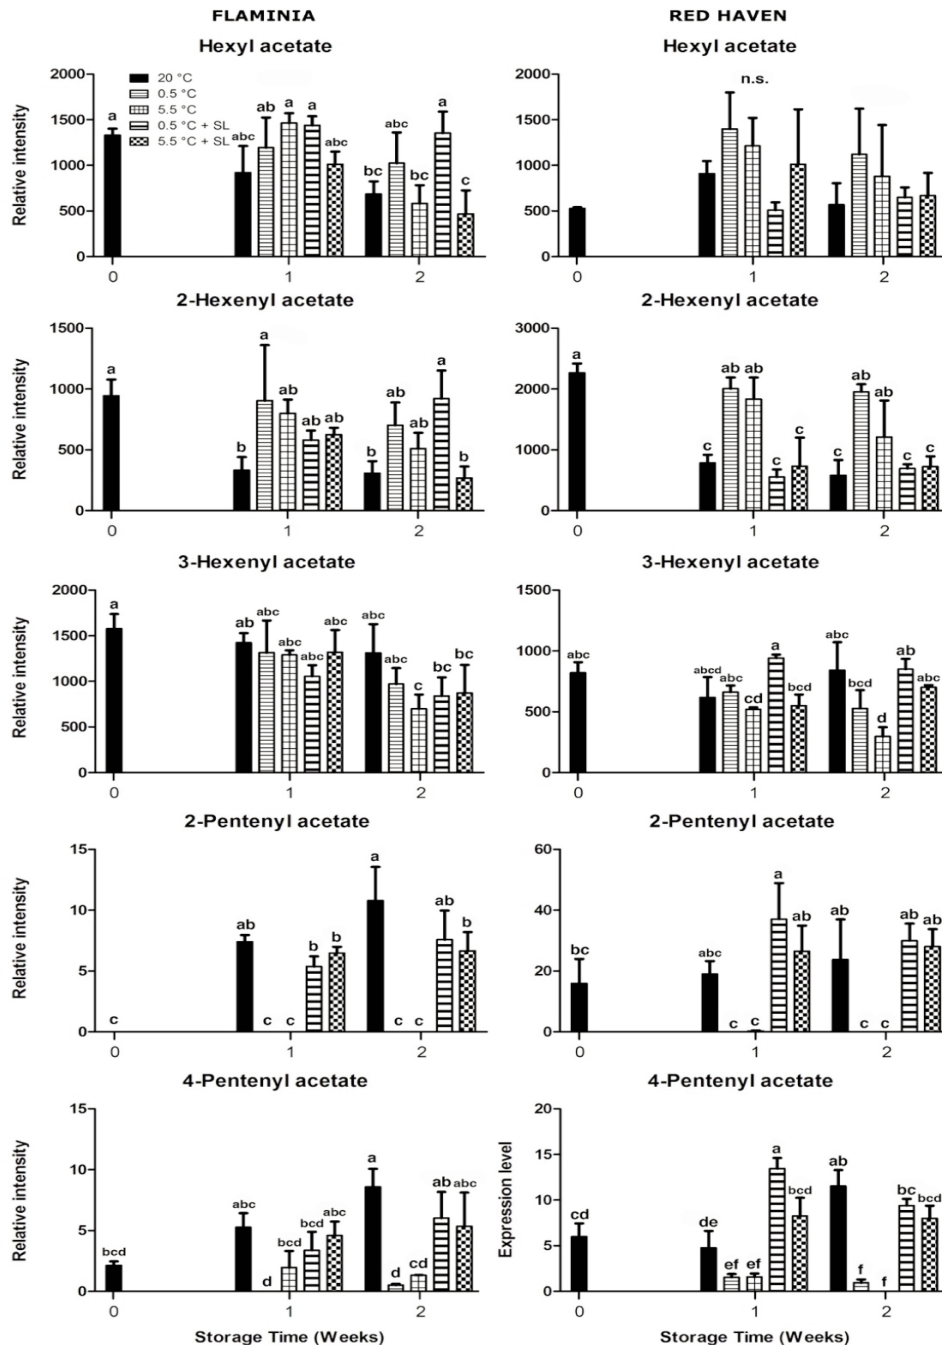 FLAMINIA RED HAVEN
Hexyl acetate Hexyl acetate
Relative intensity
2000
1500
1000
500
0
20 °C
0.5 °C
5.5 °C
0.5 °C + SL
5.5 °C + SL
a abc ab a a abc bc abc bc a c
0 1 2
2000
1500
1000
500
0
n.s.
0 1 2
2-Hexenyl acetate 2-Hexenyl acetate
Relative intensity
1500
1000
500
0
a b a ab ab ab b ab ab a b
0 1 2
3000
2000
1000
0
a c ab ab c c c ab ab c c
0 1 2
3-Hexenyl acetate 3-Hexenyl acetate
Relative intensity
2000
1500
1000
500
0
a ab abc abc abc abc abc abc c bc bc
0 1 2
1500
1000
500
0
abc abcd abc cd a bcd abc bcd d ab abc
0 1 2
2-Pentenyl acetate 2-Pentenyl acetate
Relative intensity
15
10
5
0
c ab c c b b a c c ab b
0 1 2
60
40
20
0
bc abc c c a ab ab c c ab ab
0 1 2
4-Pentenyl acetate 4-Pentenyl acetate
Relative intensity
15
10
5
0
bcd abc d bcd bcd abc a d cd ab abc
0 1 2
Expression level
20
15
10
5
0
cd de ef ef a bcd ab f f bc bcd
0 1 2
Storage Time (Weeks) Storage Time (Weeks)